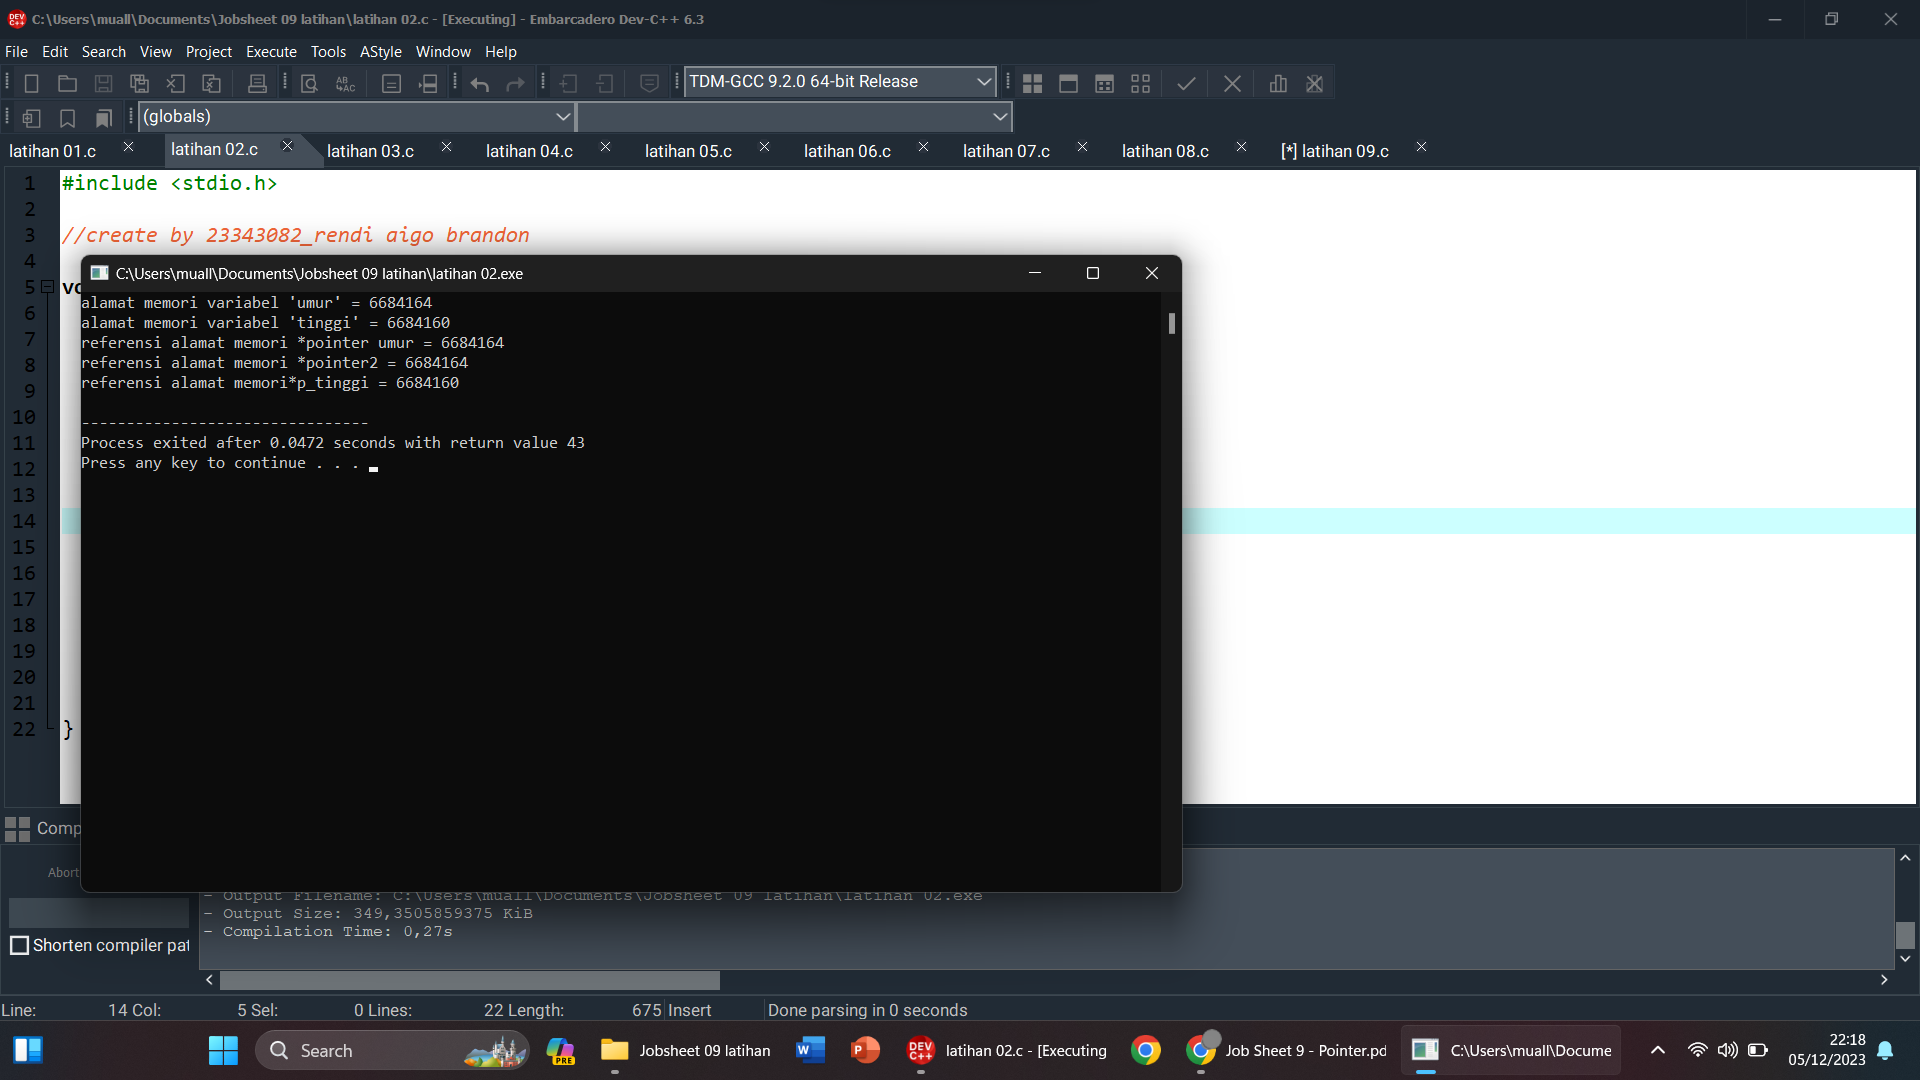 C:\Users\muall\Documents\Jobsheet 09 latihan\latihan 02.c - [Executing] - Embarcadero Dev-C++ 6.3
File Edit Search View Project Execute Tools AStyle Window Help
TDM-GCC 9.2.0 64-bit Release
(globals)
latihan 01.c latihan 02.c latihan 03.c latihan 04.c latihan 05.c latihan 06.c latihan 07.c latihan 08.c [*] latihan 09.c
1 #include <stdio.h>
2
3 //create by 23343082_rendi aigo brandon
4
5
6
7
8
9
10
11
12
13
14
15
16
17
18
19
20
21
22 }
C:\Users\muall\Documents\Jobsheet 09 latihan\latihan 02.exe
alamat memori variabel 'umur' = 6684164
alamat memori variabel 'tinggi' = 6684160
referensi alamat memori *pointer umur = 6684164
referensi alamat memori *pointer2 = 6684164
referensi alamat memori*p_tinggi = 6684160
--------------------------------
Process exited after 0.0472 seconds with return value 43
Press any key to continue . . .
Comp
Abort
Shorten compiler pat
- Output Filename: C:\Users\muall\Documents\Jobsheet 09 latihan\latihan 02.exe
- Output Size: 349,3505859375 KiB
- Compilation Time: 0,27s
Line: 14 Col: 5 Sel: 0 Lines: 22 Length: 675 Insert Done parsing in 0 seconds
Search
PRE
Jobsheet 09 latihan
latihan 02.c - [Executing
Job Sheet 9 - Pointer.pd
C:\Users\muall\Docume
22:18
05/12/2023